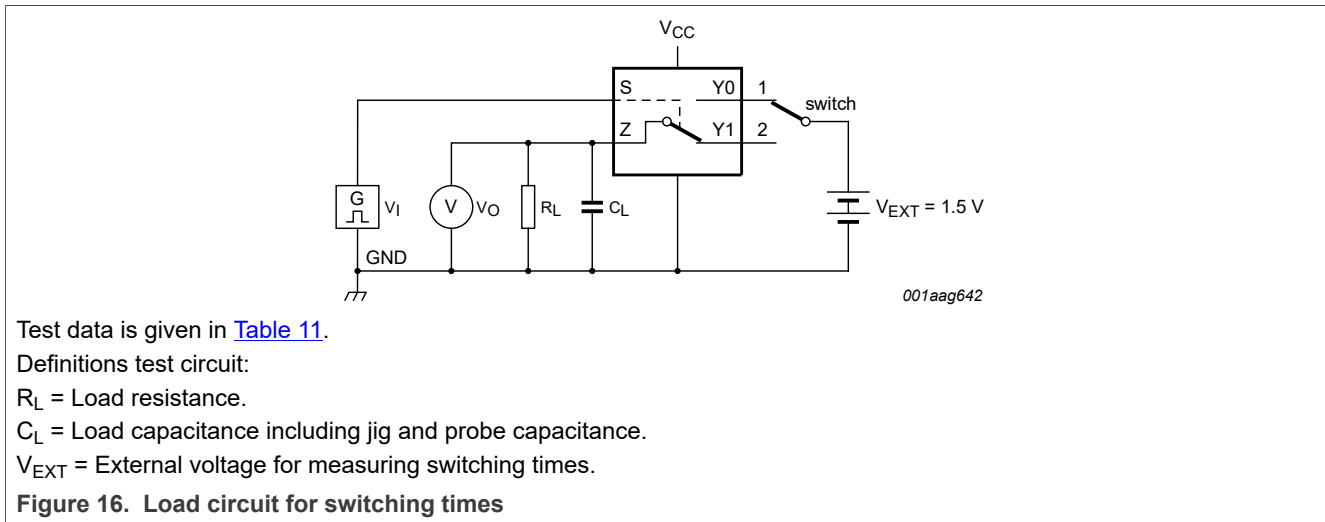 VCC
S Y0 1
switch
Z Y1 2
G VI V VO RL CL VEXT = 1.5 V
GND
001aag642
Test data is given in Table 11.
Definitions test circuit:
RL = Load resistance.
CL = Load capacitance including jig and probe capacitance.
VEXT = External voltage for measuring switching times.
Figure 16. Load circuit for switching times